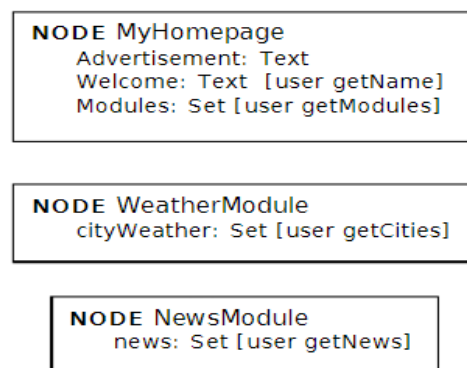 NODE MyHomepage
Advertisement: Text
Welcome: Text [user getName]
Modules: Set [user getModules]
NODE WeatherModule
cityWeather: Set [user getCities]
NODE NewsModule
news: Set [user getNews]